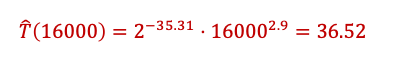 T̂(16000) = 2^{−35.31} · 16000^{2.9} = 36.52